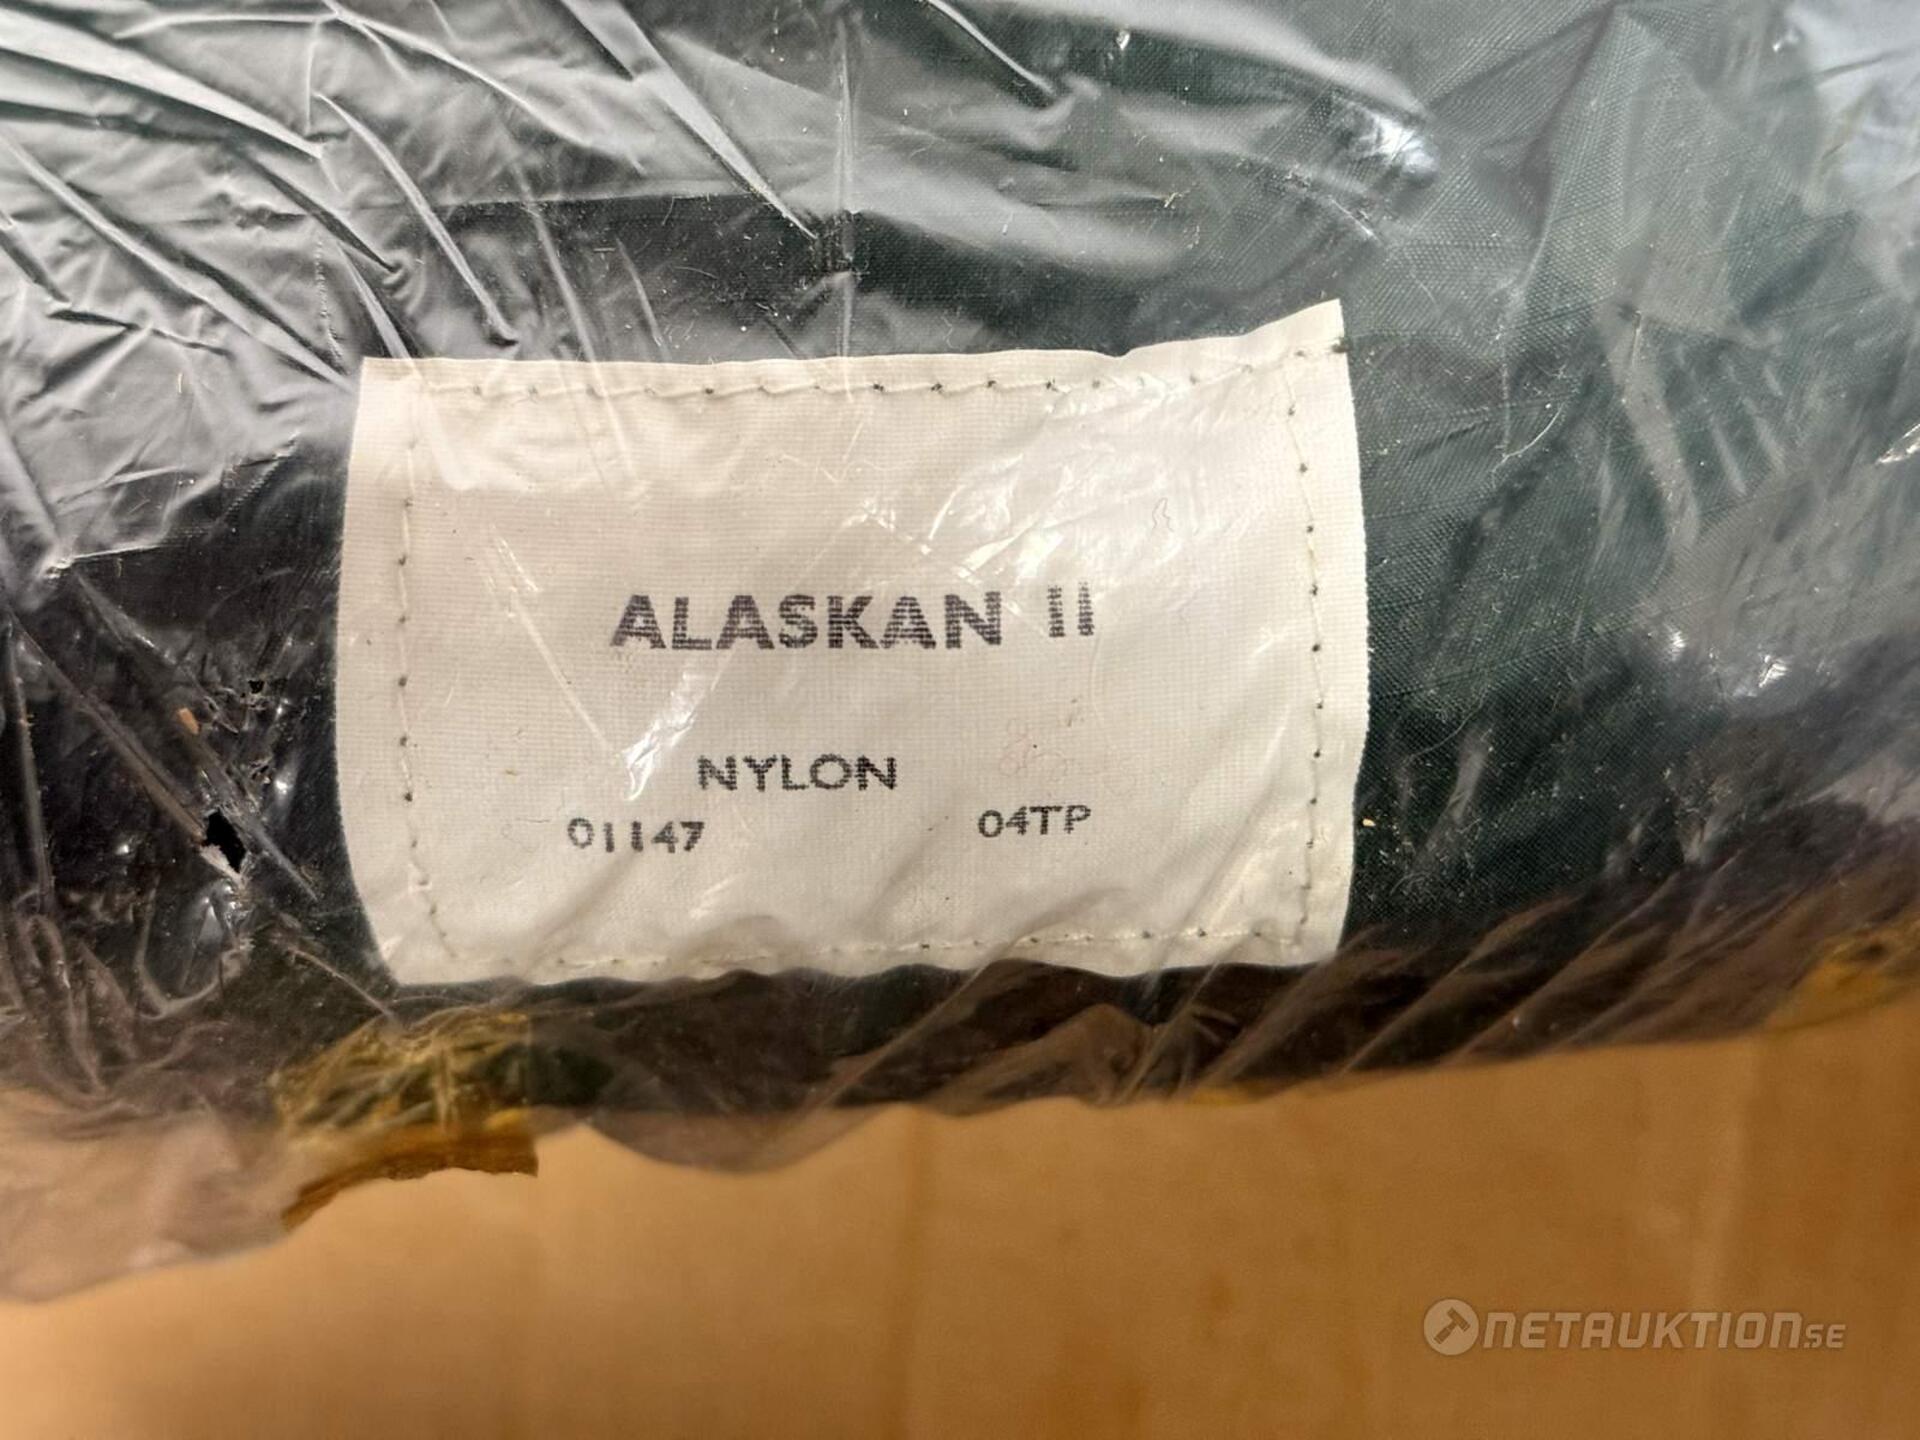 ALASKAN II
NYLON
01147 04TP
NETAUKTION.SE